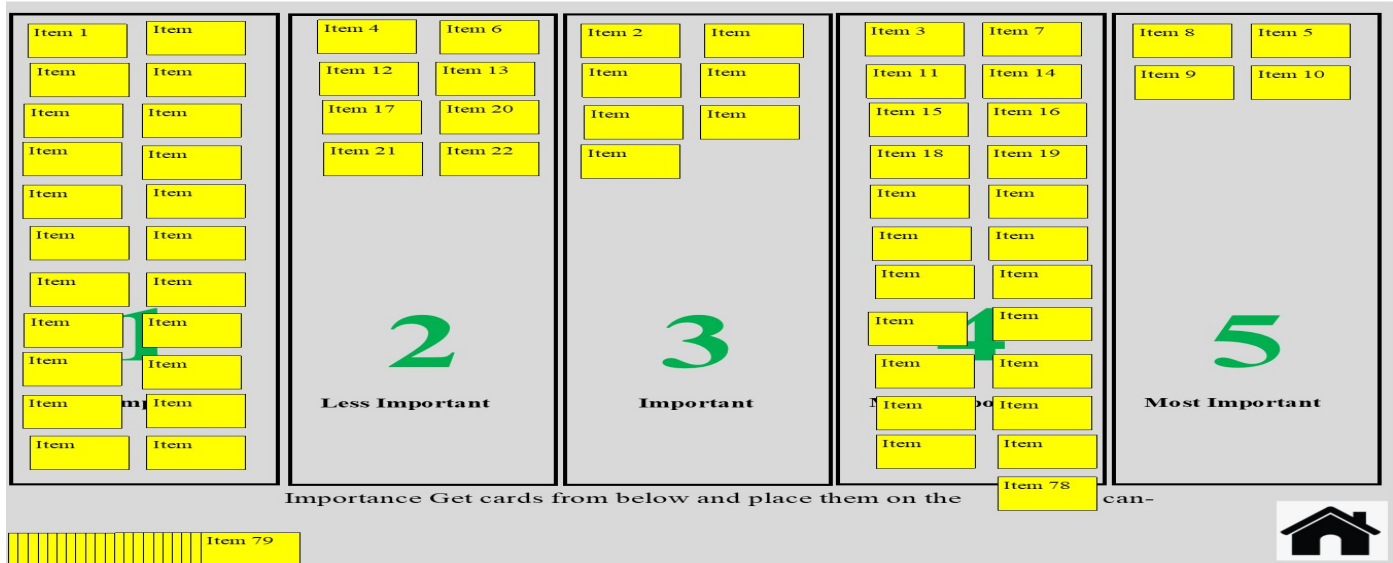 Item 1 Item
Item Item
Item Item
Item Item
Item Item
Item Item
Item Item
Item Item
1
Item Item
Item Item
Item Item
Item 4 Item 6
Item 12 Item 13
Item 17 Item 20
Item 21 Item 22
2
Less Important
Item 2 Item
Item Item
Item Item
Item
3
Important
Item 3 Item 7
Item 11 Item 14
Item 15 Item 16
Item 18 Item 19
Item Item
Item Item
Item Item
Item Item
4
Item Item
Item Item
Item Item
Item 78
Item 8 Item 5
Item 9 Item 10
5
Most Important
Importance Get cards from below and place them on the can-
Item 79